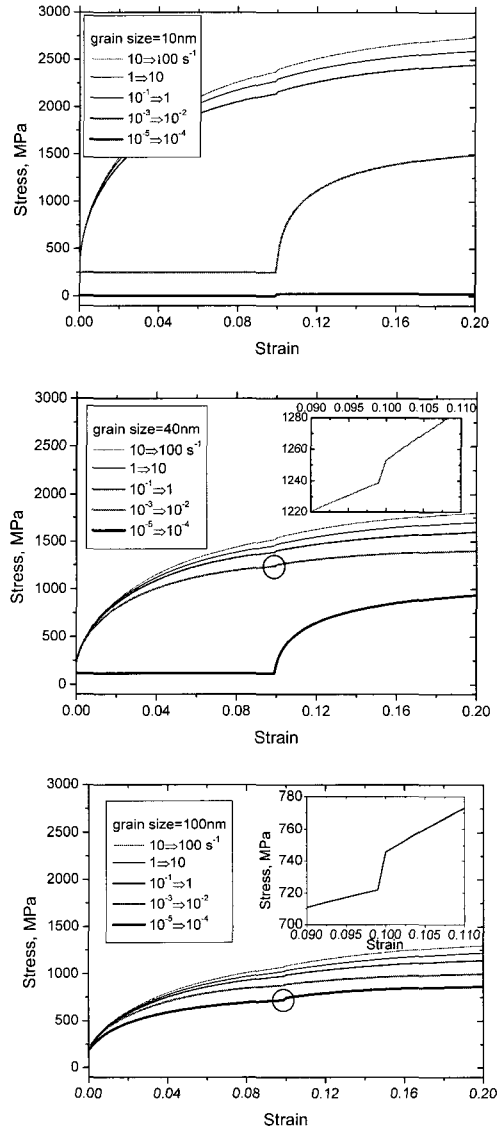 3000
grain size=10nm
10⇒100 s⁻¹
1⇒10
10⁻¹⇒1
10⁻³⇒10⁻²
10⁻⁵⇒10⁻⁴
2500
2000
1500
1000
500
0
Stress, MPa
0.00 0.04 0.08 0.12 0.16 0.20
Strain
3000
grain size=40nm
10⇒100 s⁻¹
1⇒10
10⁻¹⇒1
10⁻³⇒10⁻²
10⁻⁵⇒10⁻⁴
0.090 0.095 0.100 0.105 0.110
1280
1260
1240
1220
2500
2000
1500
1000
500
0
Stress, MPa
0.00 0.04 0.08 0.12 0.16 0.20
Strain
3000
grain size=100nm
10⇒100 s⁻¹
1⇒10
10⁻¹⇒1
10⁻³⇒10⁻²
10⁻⁵⇒10⁻⁴
780
760
740
720
700
Stress, MPa
0.090 0.095 0.100 0.105 0.110
Strain
2500
2000
1500
1000
500
0
Stress, MPa
0.00 0.04 0.08 0.12 0.16 0.20
Strain